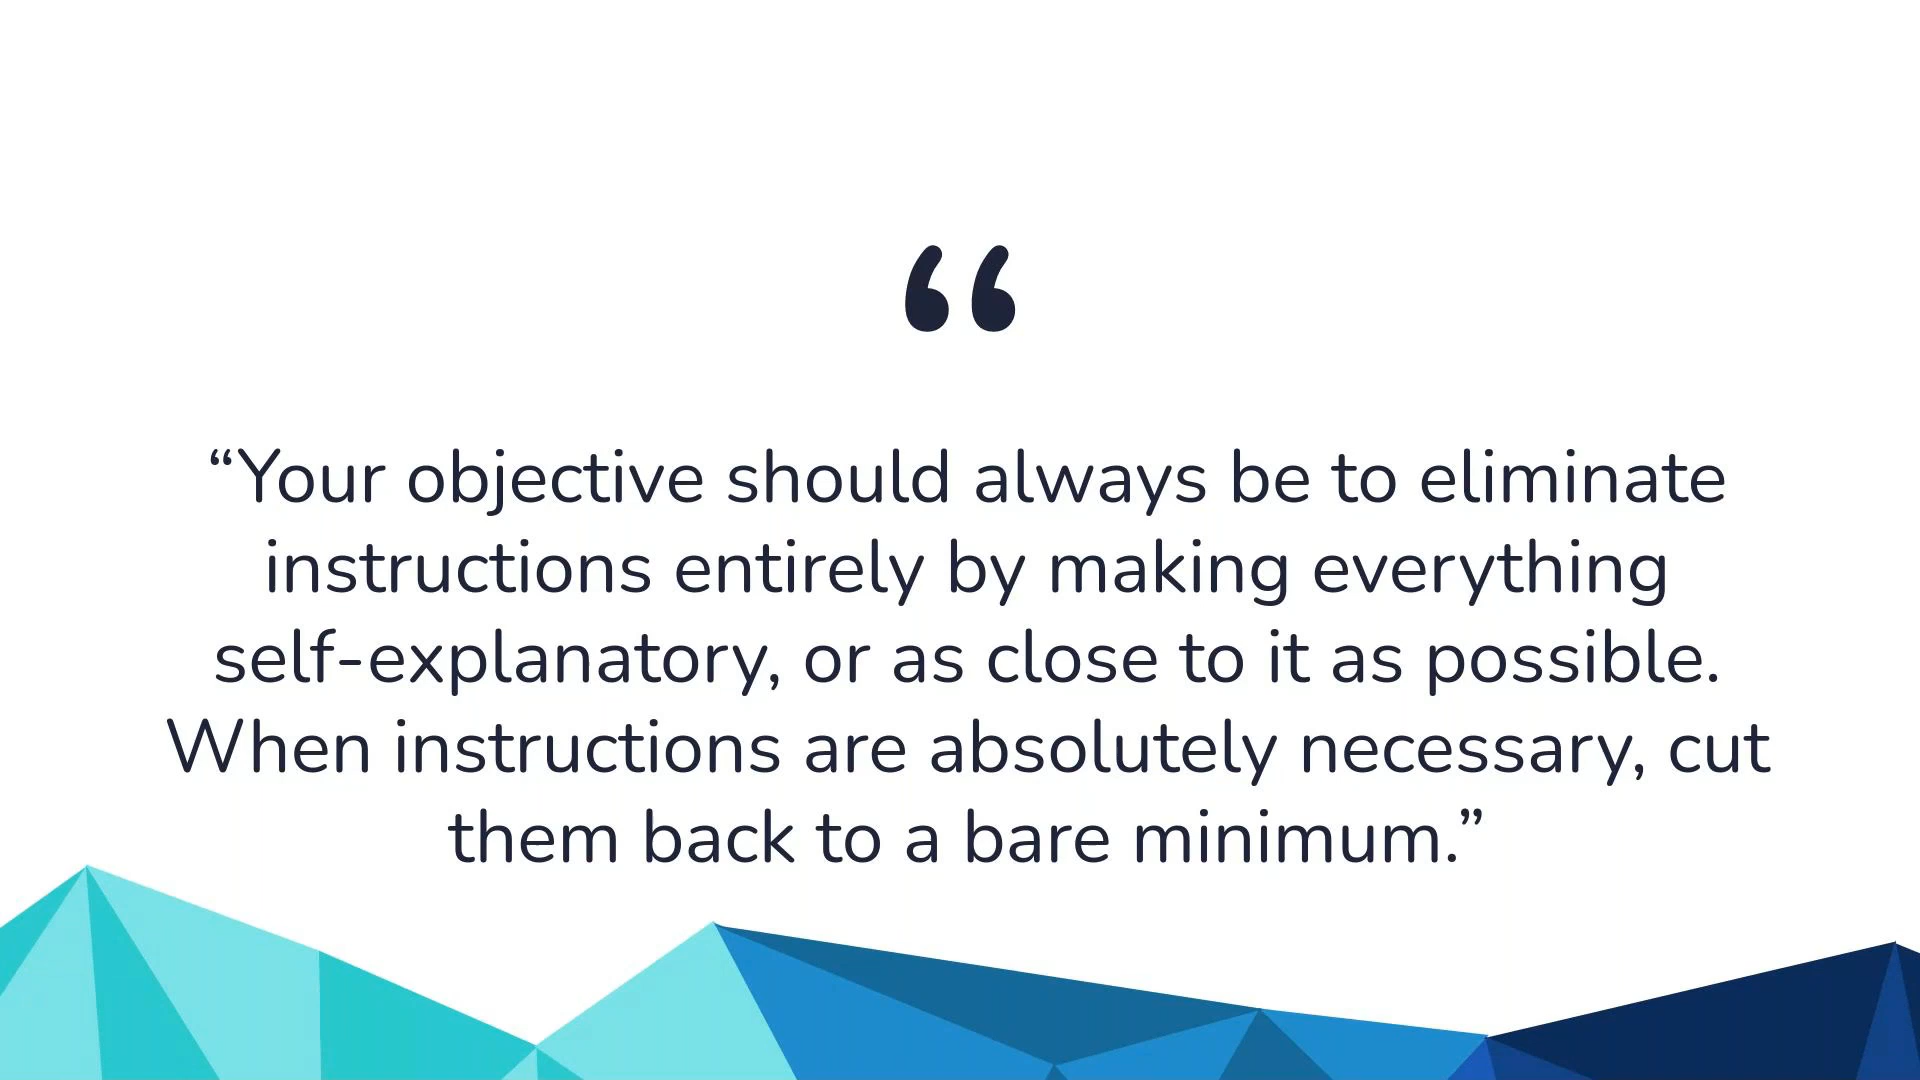 “
“Your objective should always be to eliminate
instructions entirely by making everything
self-explanatory, or as close to it as possible.
When instructions are absolutely necessary, cut
them back to a bare minimum.”